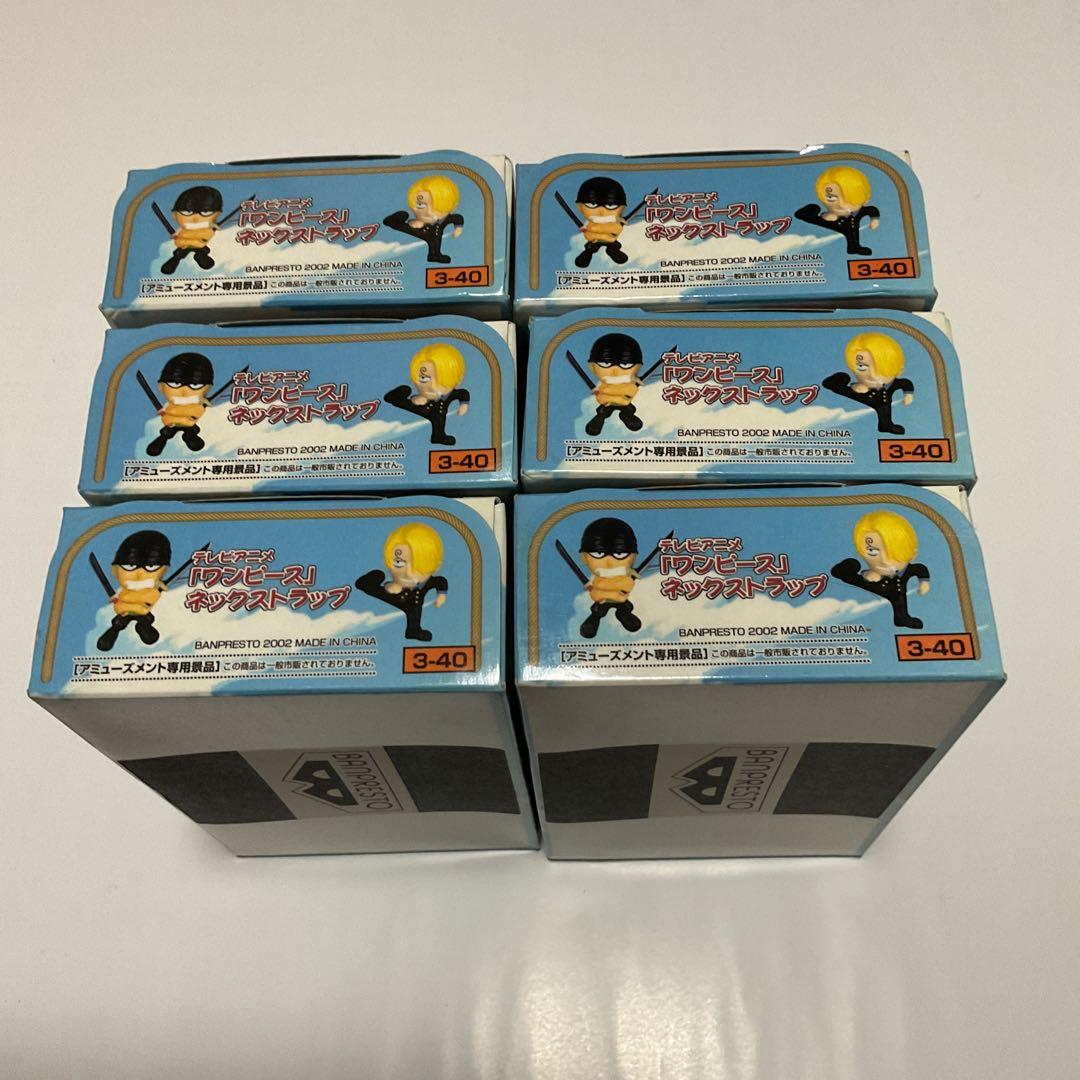 テレビアニメ
「ワンピース」
ネックストラップ
BANPRESTO 2002 MADE IN CHINA
[アミューズメント専用景品] この商品は一般市販されておりません。
3-40
テレビアニメ
「ワンピース」
ネックストラップ
BANPRESTO 2002 MADE IN CHINA
[アミューズメント専用景品] この商品は一般市販されておりません。
3-40
テレビアニメ
「ワンピース」
ネックストラップ
BANPRESTO 2002 MADE IN CHINA
[アミューズメント専用景品] この商品は一般市販されておりません。
3-40
テレビアニメ
「ワンピース」
ネックストラップ
BANPRESTO 2002 MADE IN CHINA
[アミューズメント専用景品] この商品は一般市販されておりません。
3-40
テレビアニメ
「ワンピース」
ネックストラップ
BANPRESTO 2002 MADE IN CHINA
[アミューズメント専用景品] この商品は一般市販されておりません。
3-40
テレビアニメ
「ワンピース」
ネックストラップ
BANPRESTO 2002 MADE IN CHINA
[アミューズメント専用景品] この商品は一般市販されておりません。
3-40
BANPRESTO
BANPRESTO